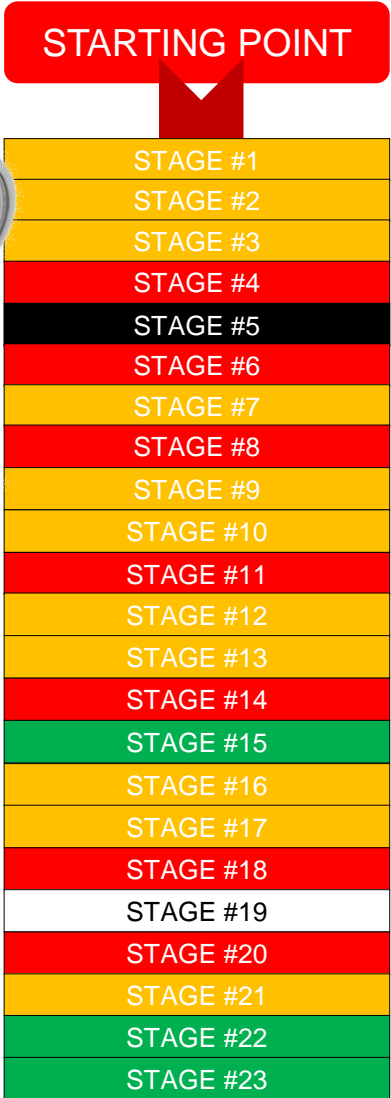 STARTING POINT
STAGE #1
STAGE #2
STAGE #3
STAGE #4
STAGE #5
STAGE #6
STAGE #7
STAGE #8
STAGE #9
STAGE #10
STAGE #11
STAGE #12
STAGE #13
STAGE #14
STAGE #15
STAGE #16
STAGE #17
STAGE #18
STAGE #19
STAGE #20
STAGE #21
STAGE #22
STAGE #23